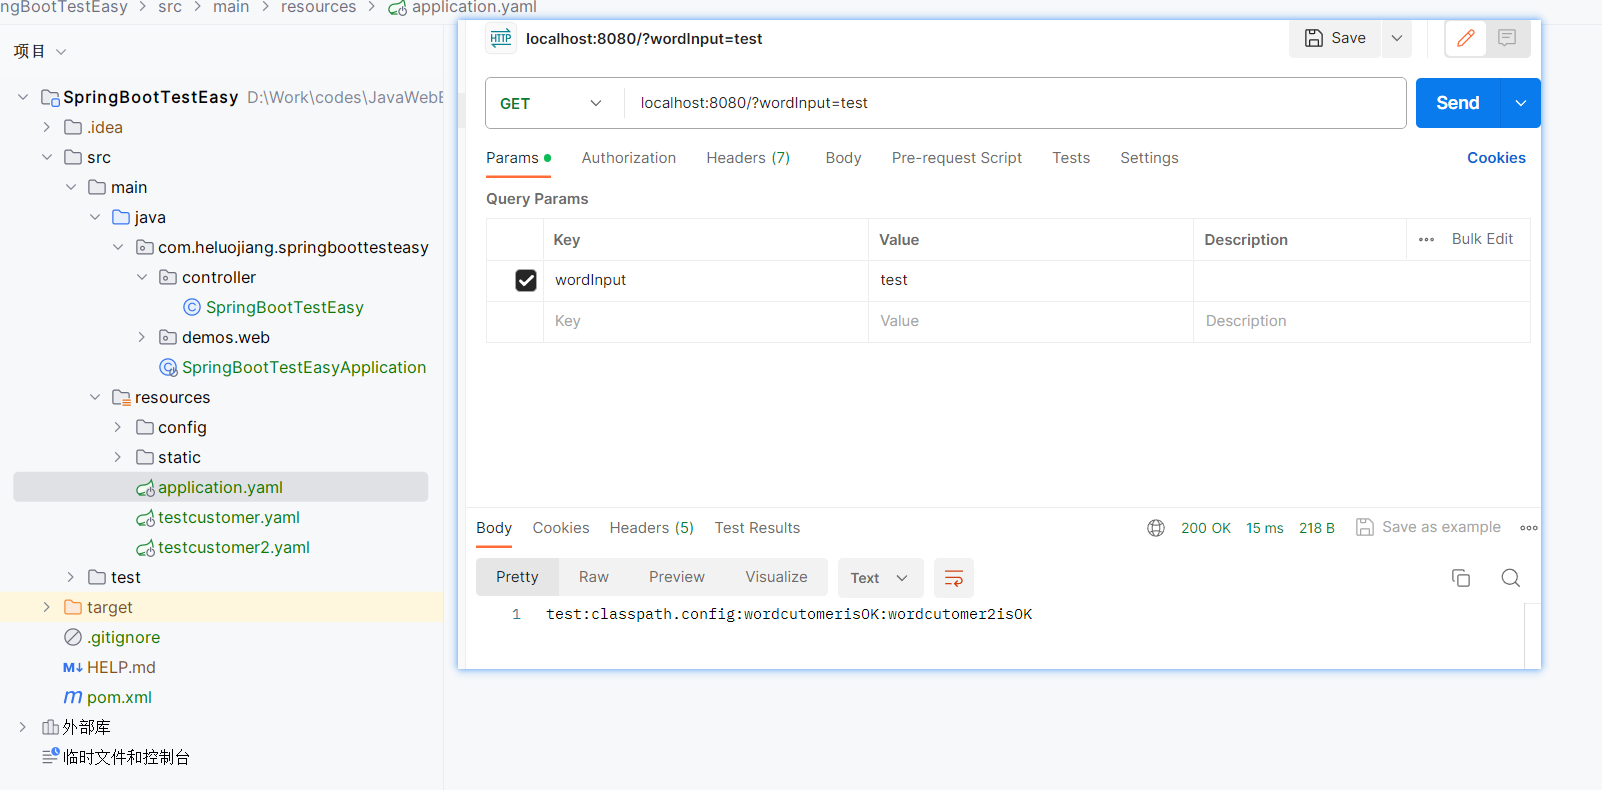 ngBootTestEasy > src > main > resources > application.yaml
项目
SpringBootTestEasy D:\Work\codes\JavaWebE
.idea
src
main
java
com.heluojiang.springboottesteasy
controller
SpringBootTestEasy
demos.web
SpringBootTestEasyApplication
resources
config
static
application.yaml
testcustomer.yaml
testcustomer2.yaml
test
target
.gitignore
M↓ HELP.md
m pom.xml
外部库
临时文件和控制台
HTTP localhost:8080/?wordInput=test Save
GET localhost:8080/?wordInput=test Send
Params Authorization Headers (7) Body Pre-request Script Tests Settings Cookies
Query Params
Key Value Description ••• Bulk Edit
wordInput test
Key Value Description
Body Cookies Headers (5) Test Results 200 OK 15 ms 218 B Save as example
Pretty Raw Preview Visualize Text
1 test:classpath.config:wordcutomerisOK:wordcutomer2isOK